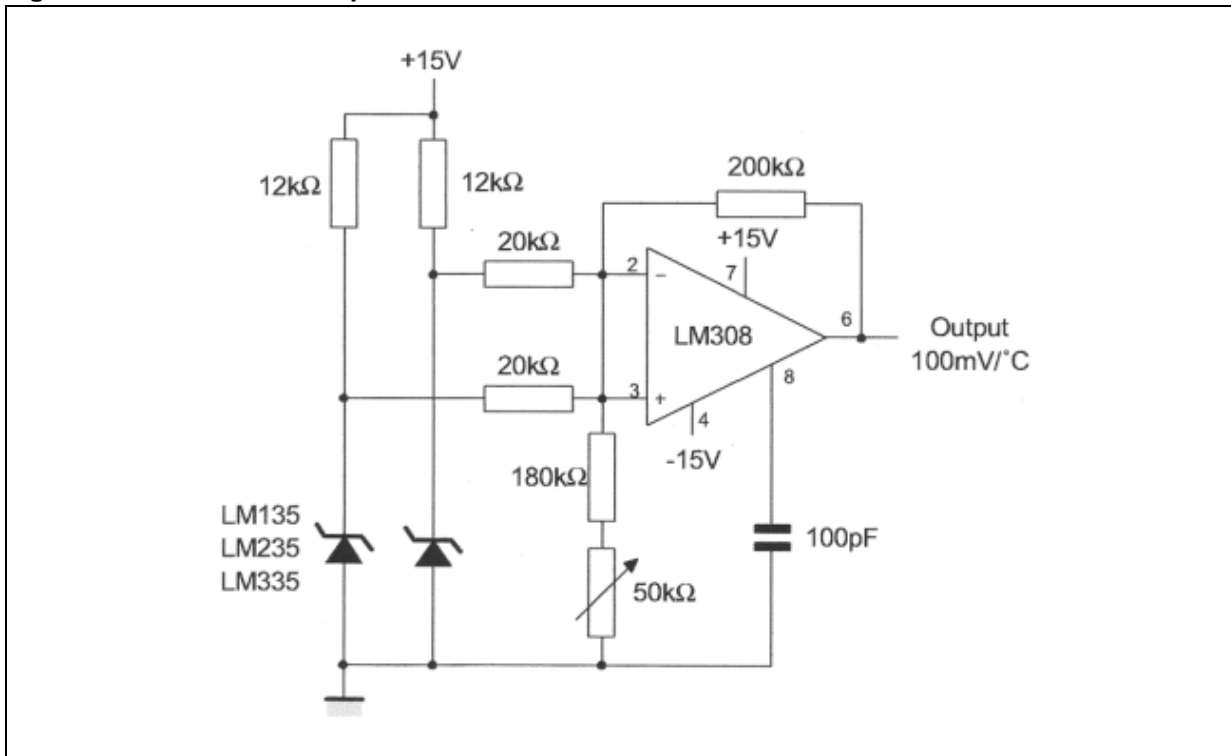 +15V
12kΩ
12kΩ
200kΩ
20kΩ
+15V
2
−
7
LM308
6
Output
100mV/°C
20kΩ
3
+
8
4
-15V
180kΩ
LM135
LM235
LM335
100pF
50kΩ